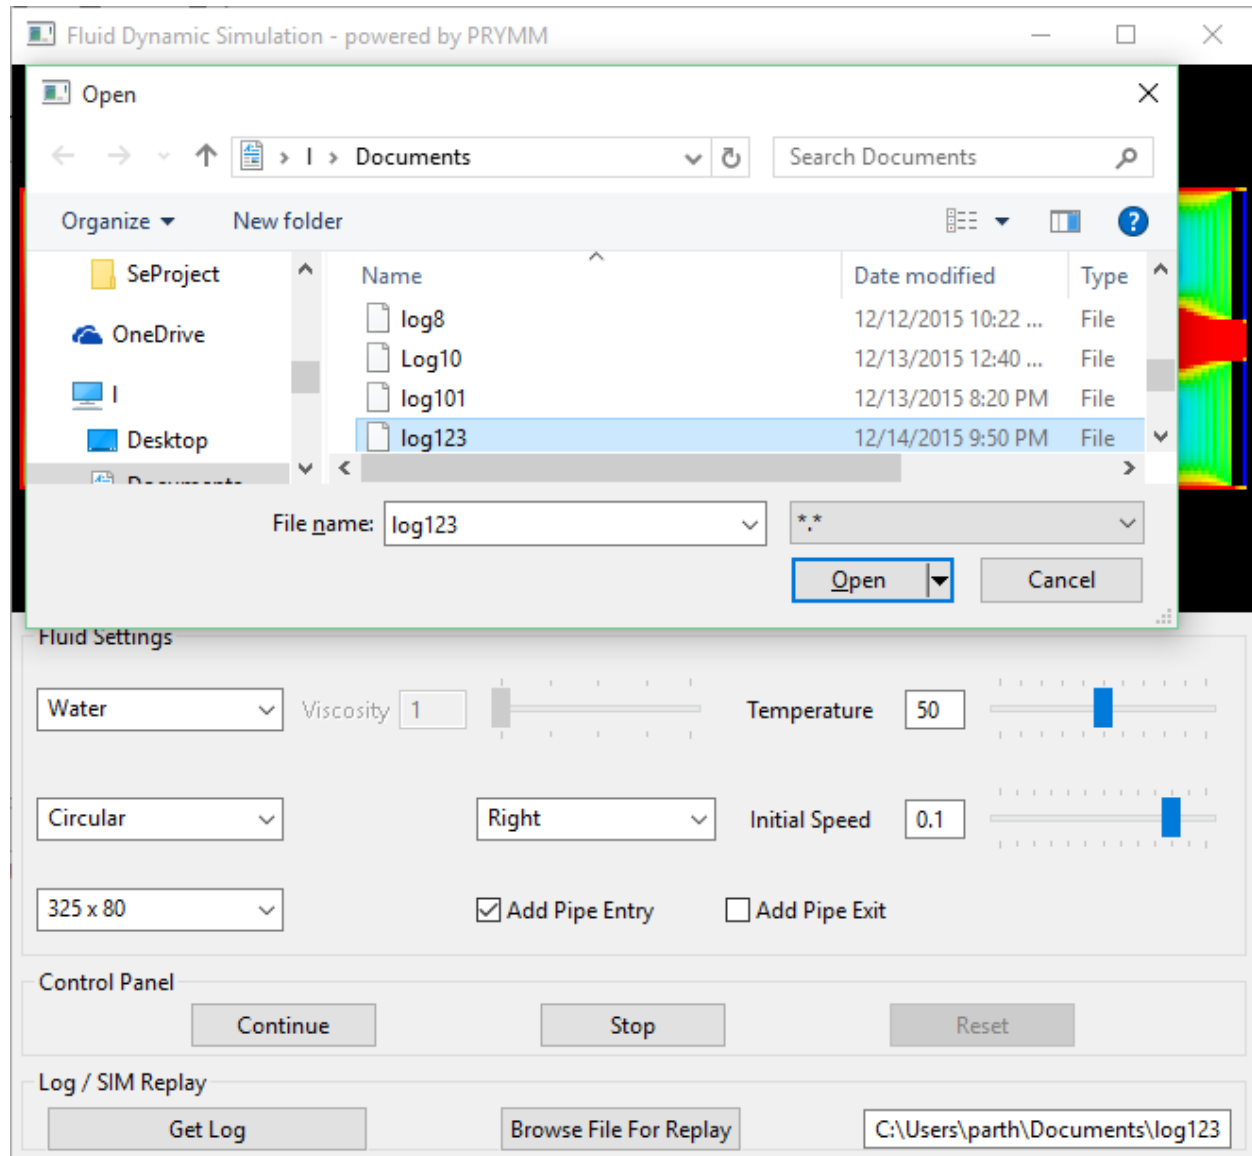 Fluid Dynamic Simulation - powered by PRYMM
Open
I > Documents
Search Documents
Organize
New folder
SeProject
OneDrive
I
Desktop
Documents
Name Date modified Type
log8 12/12/2015 10:22 ... File
Log10 12/13/2015 12:40 ... File
log101 12/13/2015 8:20 PM File
log123 12/14/2015 9:50 PM File
File name: log123 *.*
Open Cancel
Fluid Settings
Water Viscosity 1 Temperature 50
Circular Right Initial Speed 0.1
325 x 80 Add Pipe Entry Add Pipe Exit
Control Panel
Continue Stop Reset
Log / SIM Replay
Get Log Browse File For Replay C:\Users\parth\Documents\log123